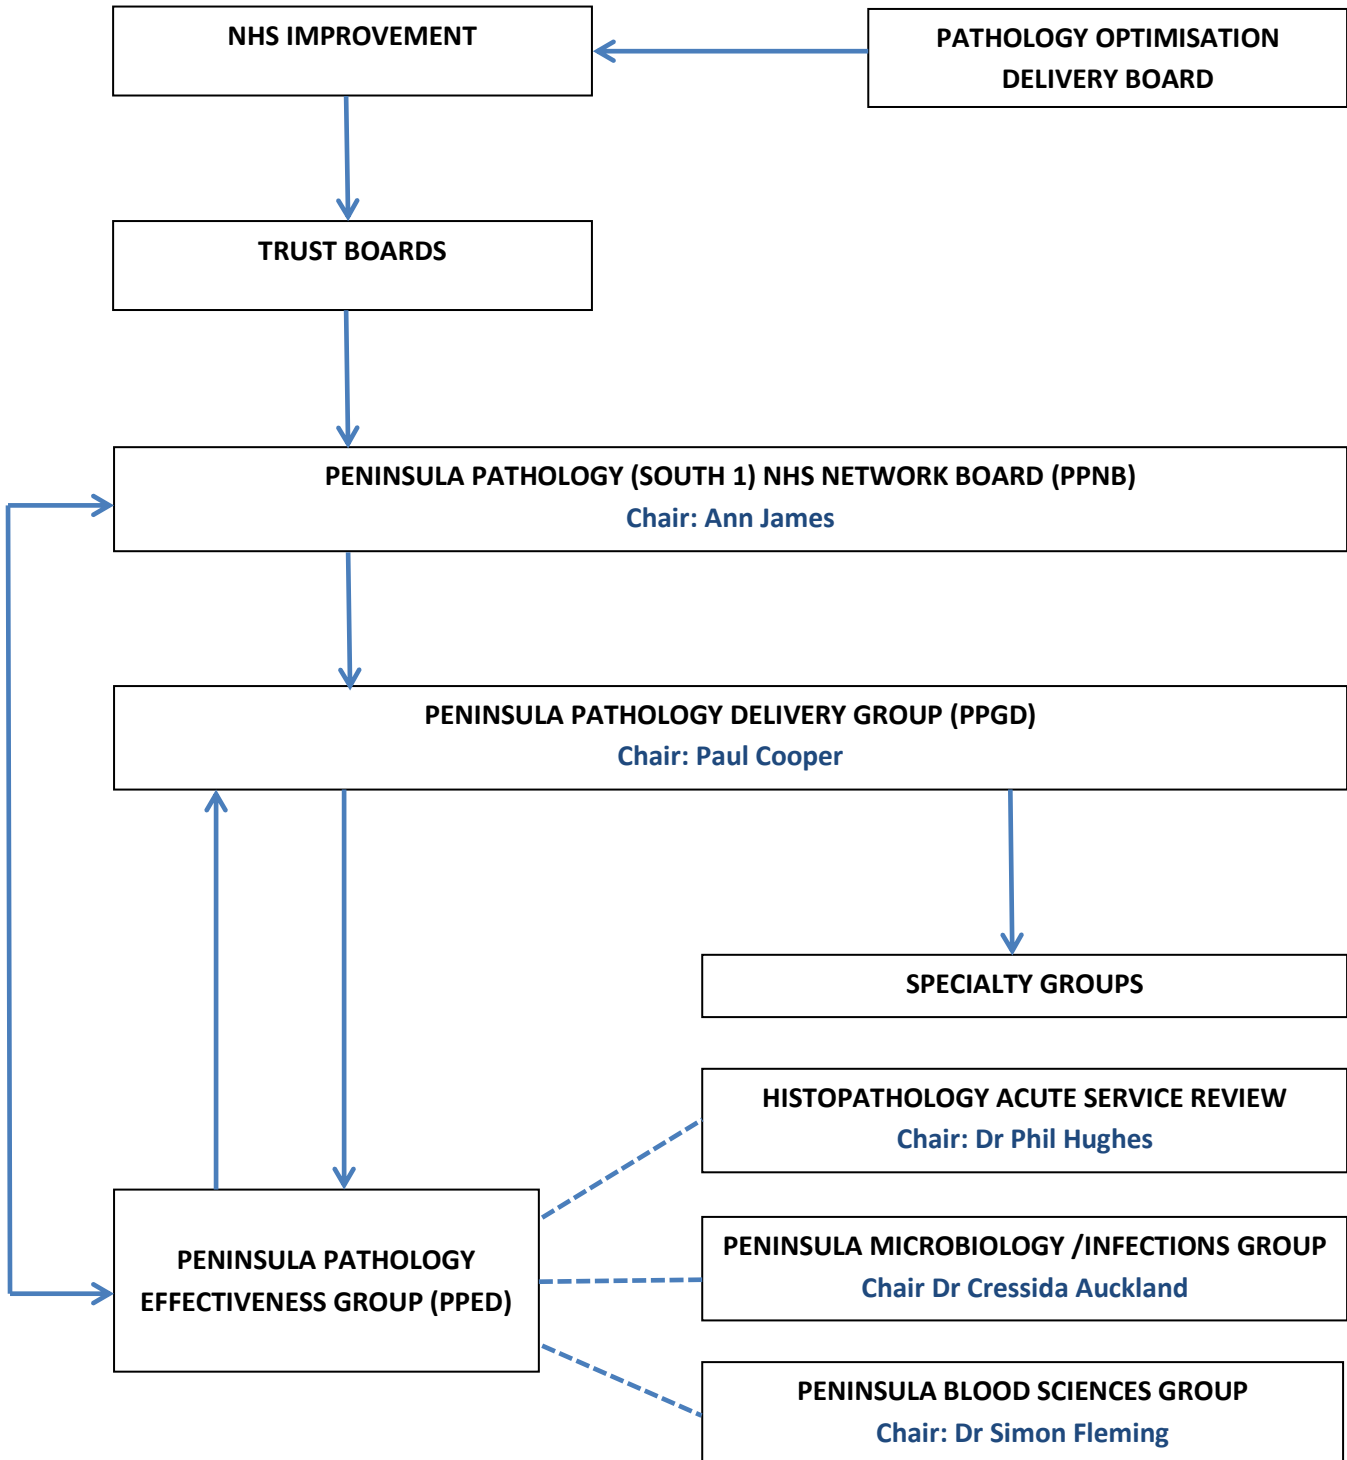 NHS IMPROVEMENT
PATHOLOGY OPTIMISATION
DELIVERY BOARD
TRUST BOARDS
PENINSULA PATHOLOGY (SOUTH 1) NHS NETWORK BOARD (PPNB)
Chair: Ann James
PENINSULA PATHOLOGY DELIVERY GROUP (PPGD)
Chair: Paul Cooper
SPECIALTY GROUPS
HISTOPATHOLOGY ACUTE SERVICE REVIEW
Chair: Dr Phil Hughes
PENINSULA PATHOLOGY
EFFECTIVENESS GROUP (PPED)
PENINSULA MICROBIOLOGY /INFECTIONS GROUP
Chair Dr Cressida Auckland
PENINSULA BLOOD SCIENCES GROUP
Chair: Dr Simon Fleming